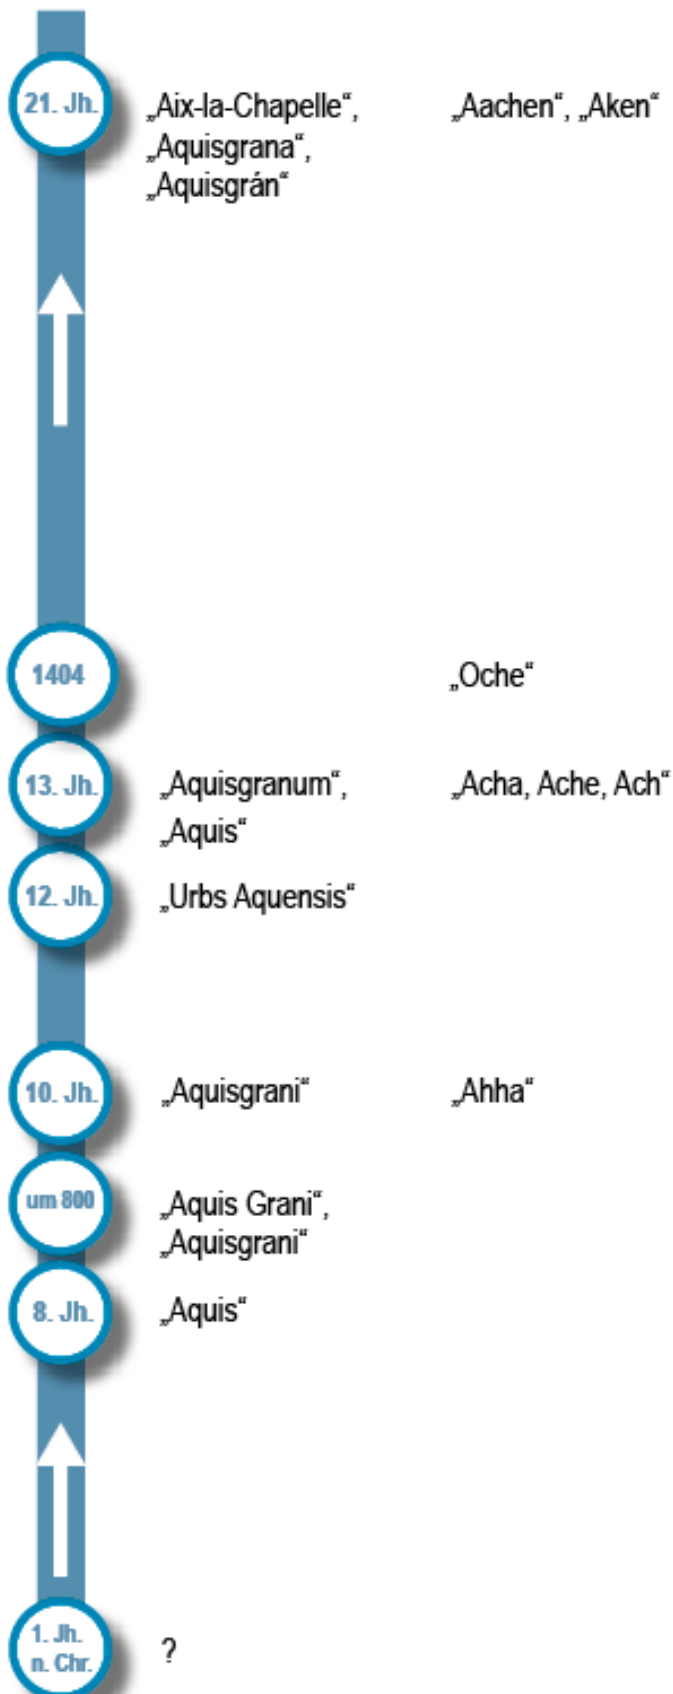 21. Jh.
„Aix-la-Chapelle“, „Aachen“, „Aken“
„Aquisgrana“,
„Aquisgrán“
1404
„Oche“
13. Jh.
„Aquisgranum“, „Acha, Ache, Ach“
„Aquis“
12. Jh.
„Urbs Aquensis“
10. Jh.
„Aquisgrani“ „Ahha“
um 800
„Aquis Grani“,
„Aquisgrani“
8. Jh.
„Aquis“
1. Jh.
n. Chr.
?